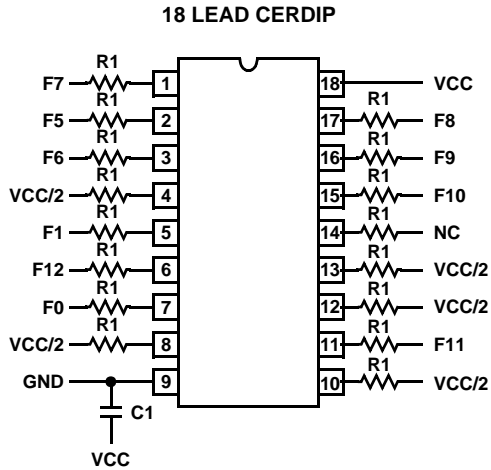 18 LEAD CERDIP
F7 R1 1 18 VCC
F5 R1 2 17 R1 F8
F6 R1 3 16 R1 F9
VCC/2 R1 4 15 R1 F10
F1 R1 5 14 R1 NC
F12 R1 6 13 R1 VCC/2
F0 R1 7 12 R1 VCC/2
VCC/2 R1 8 11 R1 F11
GND 9 10 R1 VCC/2
C1
VCC